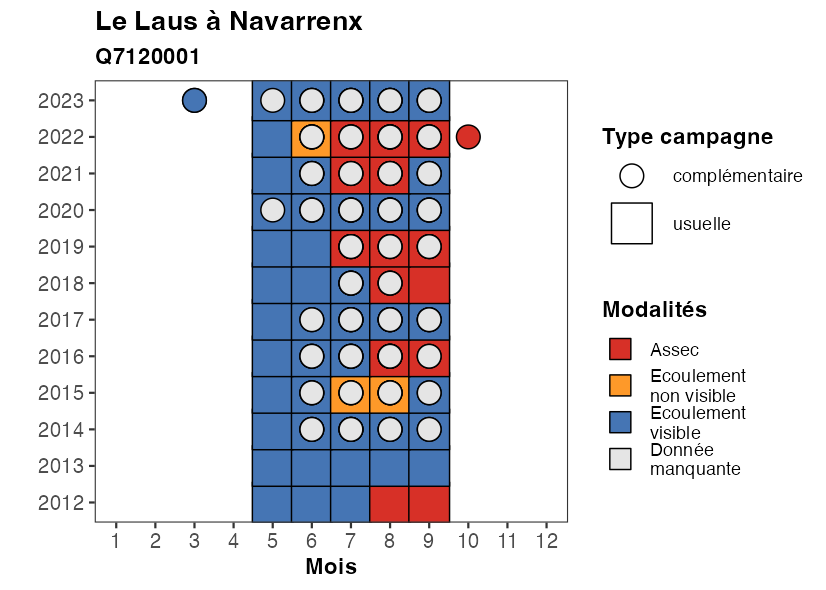 Le Laus à Navarrenx
Q7120001
2023
2022
2021
2020
2019
2018
2017
2016
2015
2014
2013
2012
1 2 3 4 5 6 7 8 9 10 11 12
Mois
Type campagne
complémentaire
usuelle
Modalités
Assec
Ecoulement
non visible
Ecoulement
visible
Donnée
manquante